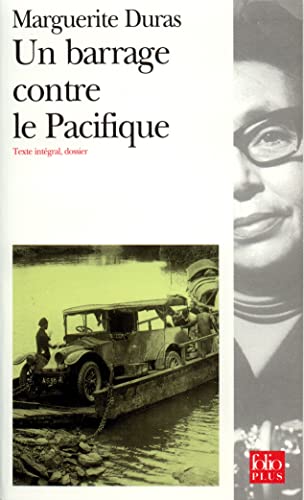 Marguerite Duras
Un barrage
contre
le Pacifique
Texte intégral, dossier
folio
PLUS